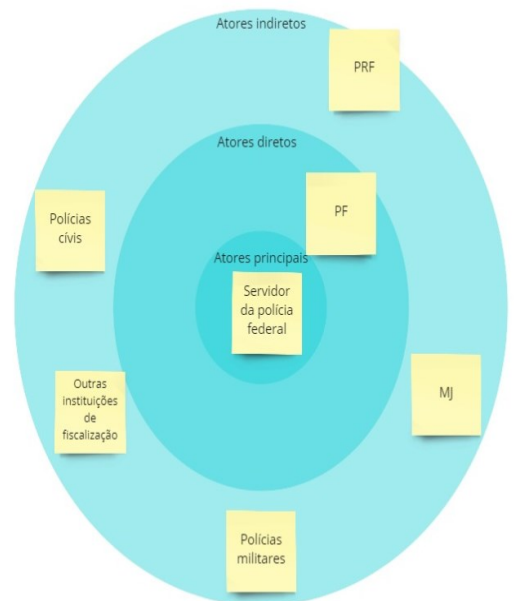 Atores indiretos
PRF
Atores diretos
PF
Polícias
cívis
Atores principais
Servidor
da polícia
federal
Outras
instituições
de
fiscalização
MJ
Polícias
militares